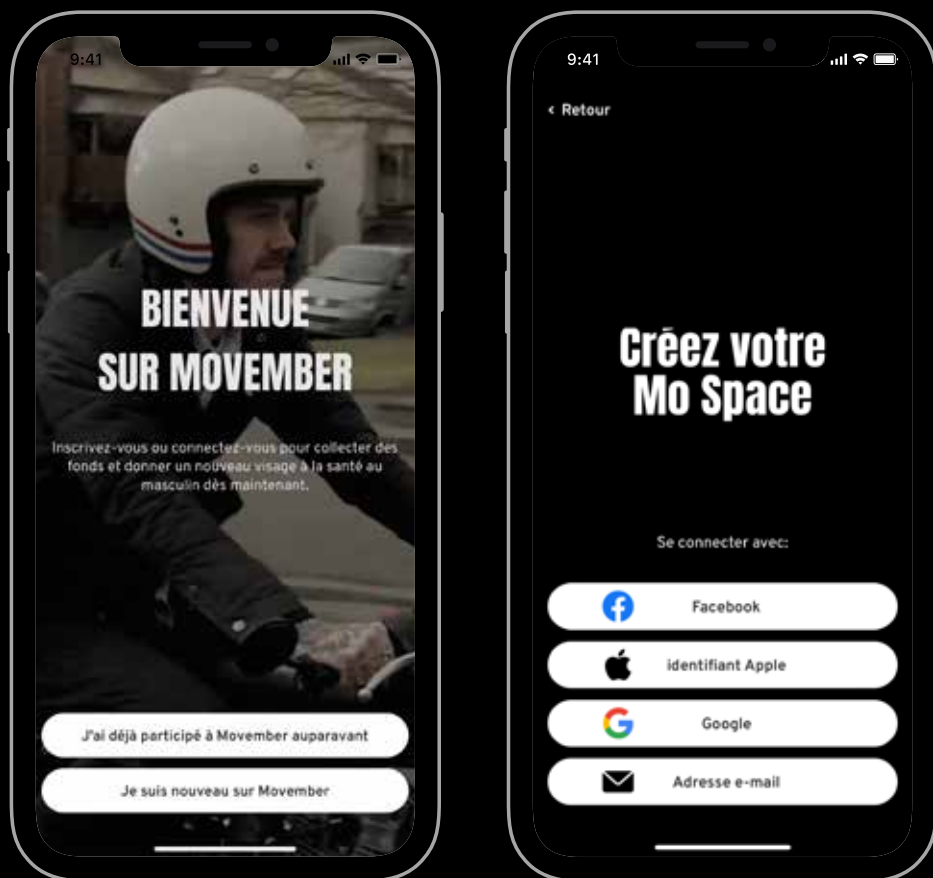 9:41
BIENVENUE
SUR MOVEMBER
Inscrivez-vous ou connectez-vous pour collecter des
fonds et donner un nouveau visage à la santé au
masculin dès maintenant.
J'ai déjà participé à Movember auparavant
Je suis nouveau sur Movember
9:41
< Retour
Créez votre
Mo Space
Se connecter avec:
Facebook
identifiant Apple
Google
Adresse e-mail